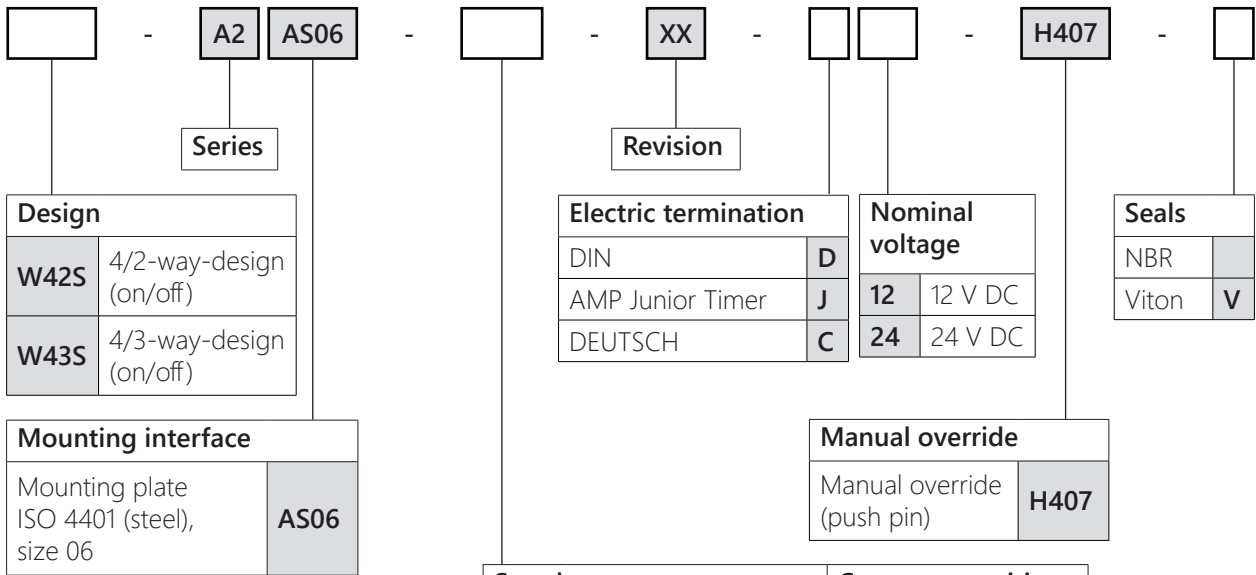 - A2 AS06 - - XX - - H407 -
Series
Revision
Design
W42S 4/2-way-design
(on/off)
W43S 4/3-way-design
(on/off)
Electric termination
DIN D
AMP Junior Timer J
DEUTSCH C
Nominal
voltage
12 12 V DC
24 24 V DC
Seals
NBR
Viton V
Mounting interface
Mounting plate
ISO 4401 (steel),
size 06
AS06
Manual override
Manual override
(push pin)
H407